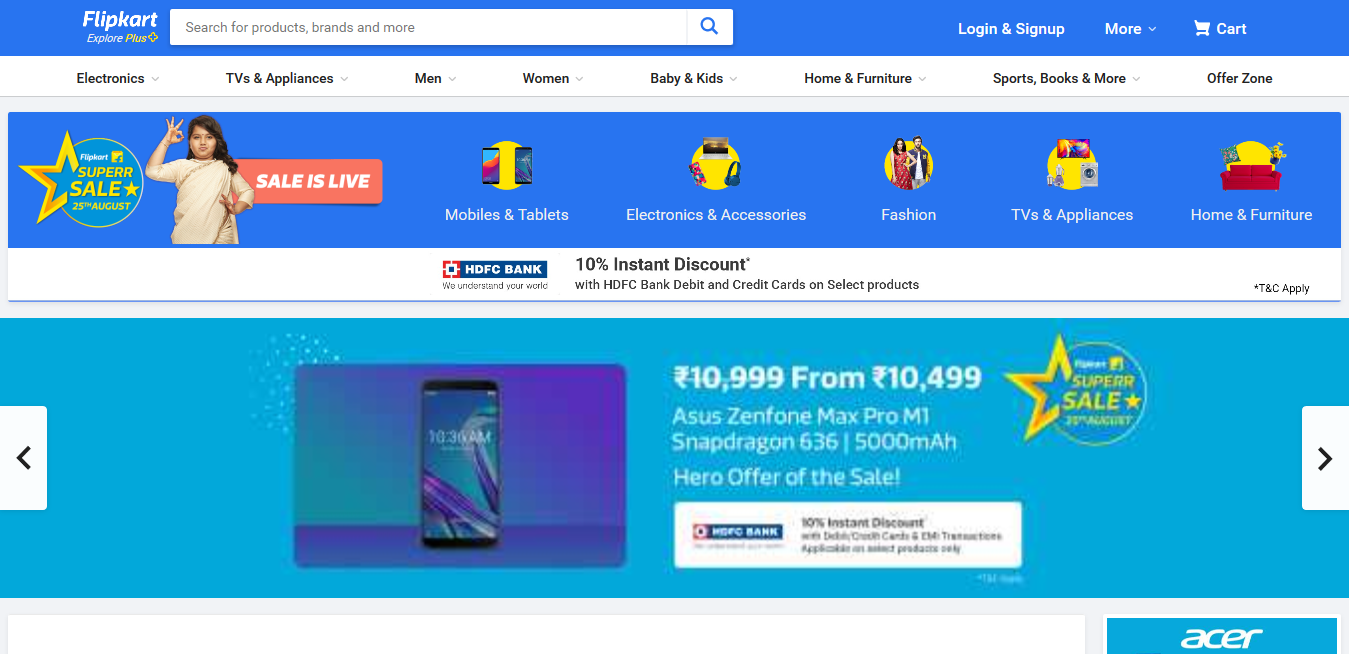 Flipkart
Explore Plus
Search for products, brands and more
Login & Signup
More
Cart
Electronics
TVs & Appliances
Men
Women
Baby & Kids
Home & Furniture
Sports, Books & More
Offer Zone
Flipkart
SUPERR
SALE
25TH AUGUST
SALE IS LIVE
Mobiles & Tablets
Electronics & Accessories
Fashion
TVs & Appliances
Home & Furniture
HDFC BANK
We understand your world
10% Instant Discount*
with HDFC Bank Debit and Credit Cards on Select products
*T&C Apply
10:36 AM
₹10,999 From ₹10,499
Asus Zenfone Max Pro M1
Snapdragon 636 | 5000mAh
Hero Offer of the Sale!
Flipkart
SUPERR
SALE
25TH AUGUST
HDFC BANK
We understand your world
10% Instant Discount*
with Debit/Credit Cards & EMI Transactions
Applicable on select products only
*T&C Apply
acer